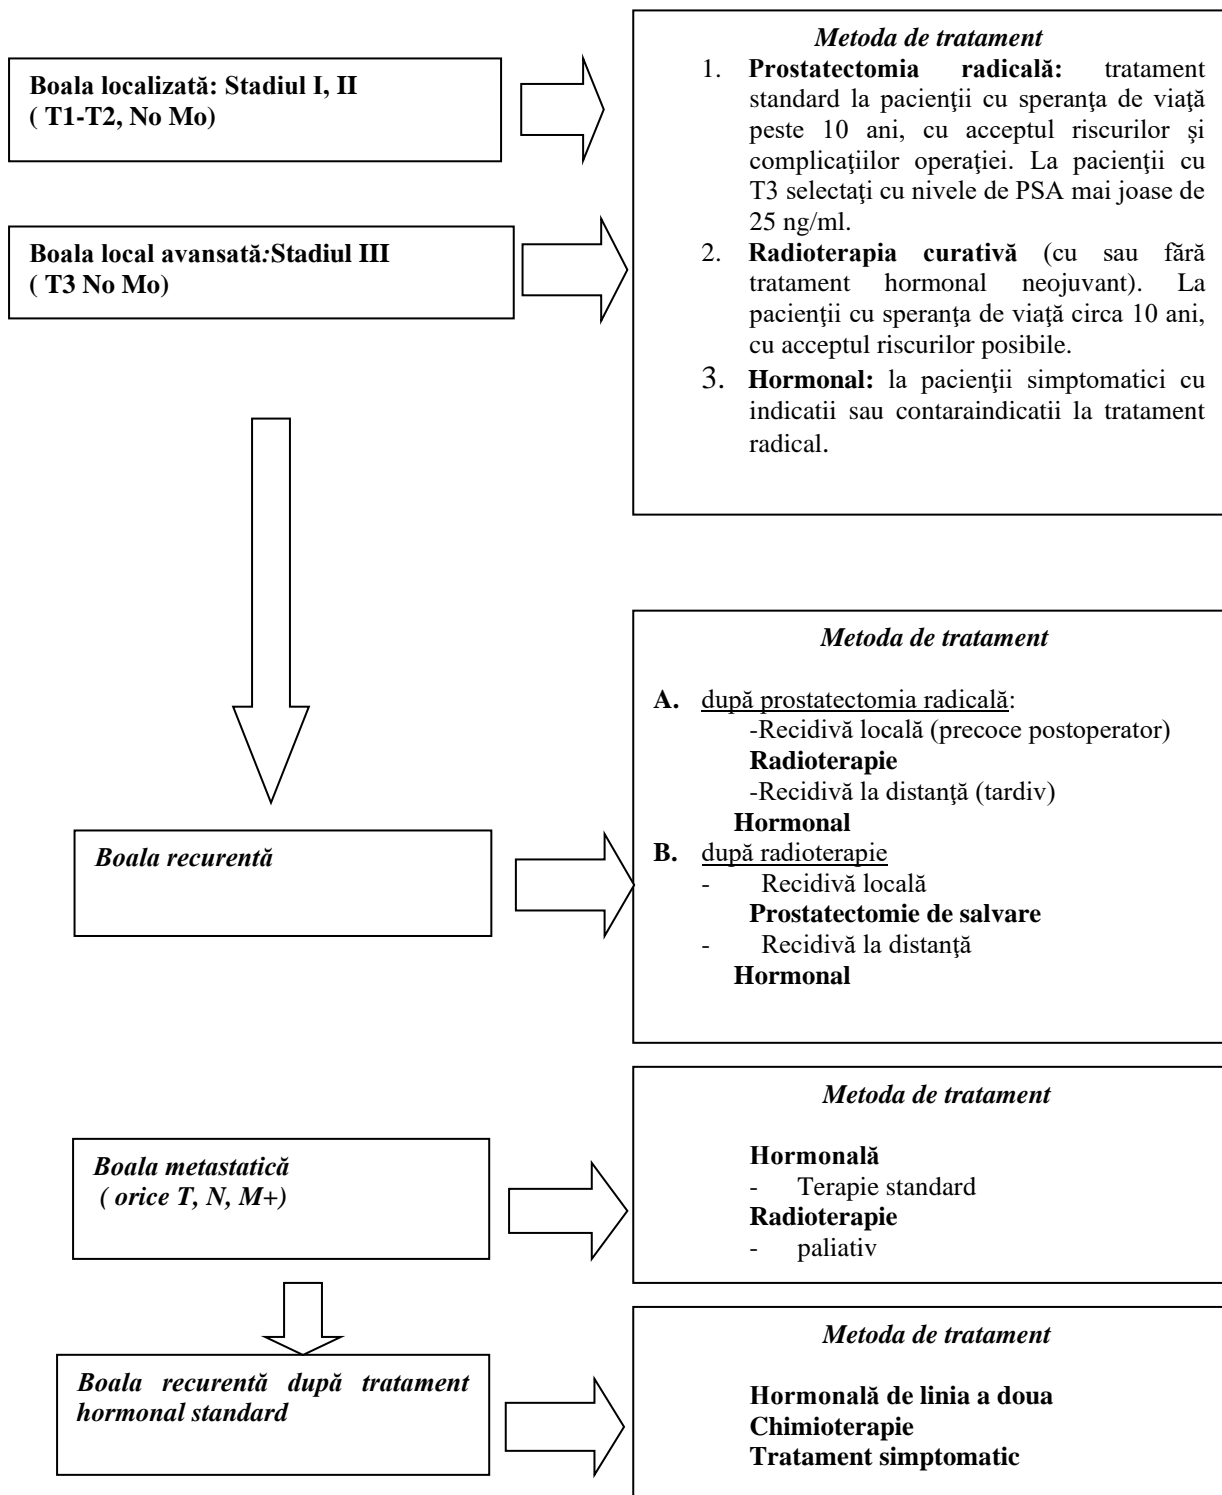 Boala localizată: Stadiul I, II
( T1-T2, No Mo)
Boala local avansată:Stadiul III
( T3 No Mo)
Metoda de tratament
1. Prostatectomia radicală: tratament
standard la pacienţii cu speranţa de viaţă
peste 10 ani, cu acceptul riscurilor şi
complicaţiilor operaţiei. La pacienţii cu
T3 selectaţi cu nivele de PSA mai joase de
25 ng/ml.
2. Radioterapia curativă (cu sau fără
tratament hormonal neojuvant). La
pacienţii cu speranţa de viaţă circa 10 ani,
cu acceptul riscurilor posibile.
3. Hormonal: la pacienţii simptomatici cu
indicatii sau contaraindicatii la tratament
radical.
Boala recurentă
Metoda de tratament
A. după prostatectomia radicală:
-Recidivă locală (precoce postoperator)
Radioterapie
-Recidivă la distanţă (tardiv)
Hormonal
B. după radioterapie
- Recidivă locală
Prostatectomie de salvare
- Recidivă la distanţă
Hormonal
Boala metastatică
( orice T, N, M+)
Metoda de tratament
Hormonală
- Terapie standard
Radioterapie
- paliativ
Boala recurentă după tratament
hormonal standard
Metoda de tratament
Hormonală de linia a doua
Chimioterapie
Tratament simptomatic